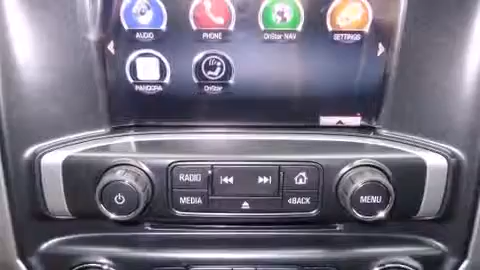 AUDIO PHONE OnStar NAV SETTINGS
PANDORA OnStar
RADIO
MEDIA BACK MENU